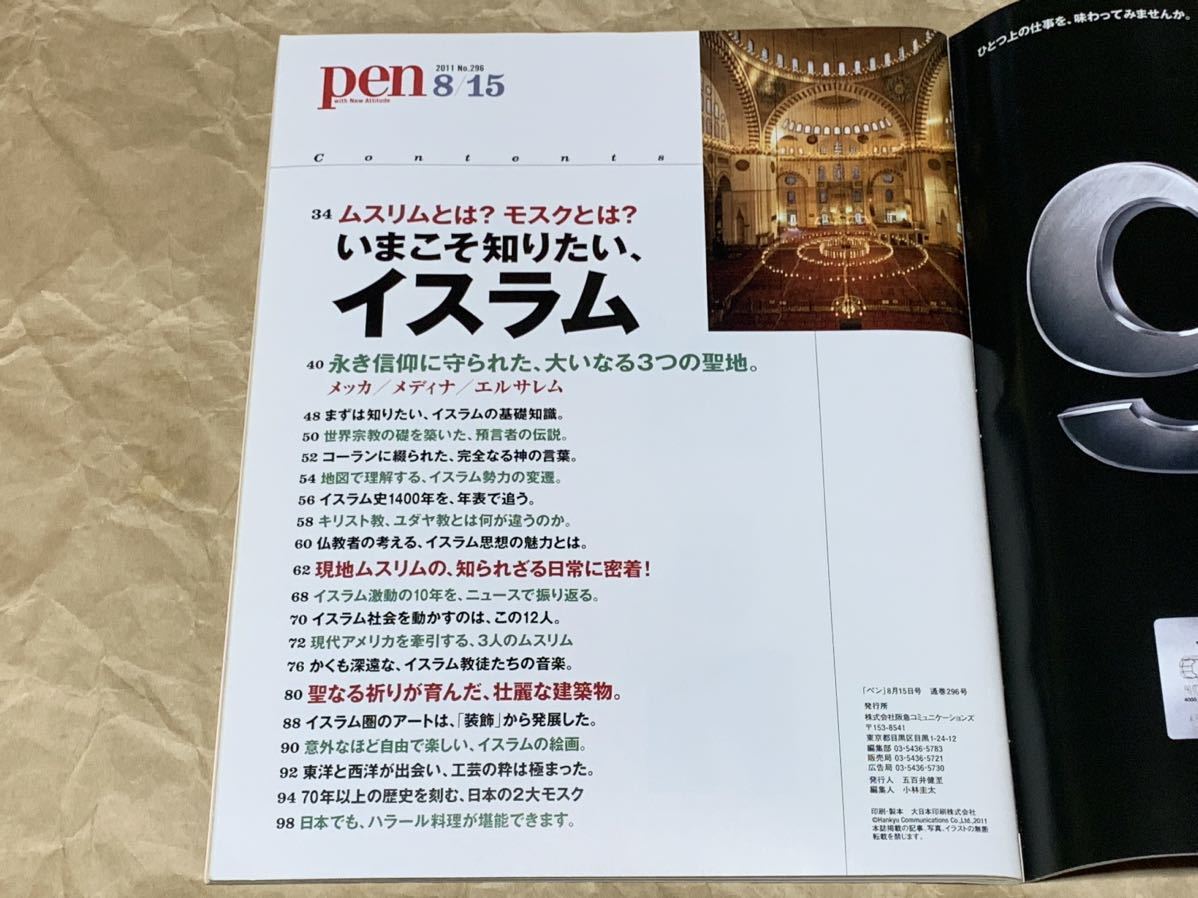 pen
with New Attitude
2011 No.296
8/15
Contents
34 ムスリムとは? モスクとは?
いまこそ知りたい、
イスラム
40 永き信仰に守られた、大いなる3つの聖地。
メッカ/メディナ/エルサレム
48 まずは知りたい、イスラムの基礎知識。
50 世界宗教の礎を築いた、預言者の伝説。
52 コーランに綴られた、完全なる神の言葉。
54 地図で理解する、イスラム勢力の変遷。
56 イスラム史1400年を、年表で追う。
58 キリスト教、ユダヤ教とは何が違うのか。
60 仏教者の考える、イスラム思想の魅力とは。
62 現地ムスリムの、知られざる日常に密着!
68 イスラム激動の10年を、ニュースで振り返る。
70 イスラム社会を動かすのは、この12人。
72 現代アメリカを牽引する、3人のムスリム
76 かくも深遠な、イスラム教徒たちの音楽。
80 聖なる祈りが育んだ、壮麗な建築物。
88 イスラム圏のアートは、「装飾」から発展した。
90 意外なほど自由で楽しい、イスラムの絵画。
92 東洋と西洋が出会い、工芸の粋は極まった。
94 70年以上の歴史を刻む、日本の2大モスク
98 日本でも、ハラール料理が堪能できます。
「ペン」8月15日号 通巻296号
発行所
株式会社阪急コミュニケーションズ
〒153-8541
東京都目黒区目黒1-24-12
編集部 03-5436-5783
販売局 03-5436-5721
広告局 03-5436-5730
発行人 五百井健至
編集人 小林圭太
印刷・製本 大日本印刷株式会社
©Hankyu Communications Co.,Ltd.,2011
本誌掲載の記事、写真、イラストの無断
転載を禁じます。
ひとつ上の仕事を、味わってみませんか。
9
4000